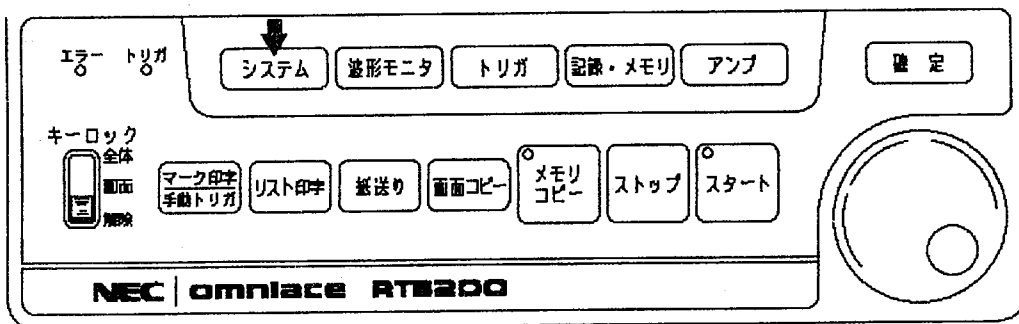 エラー トリガ
システム 波形モニタ トリガ 記録・メモリ アンプ 確定
キーロック
全体
画面
解除
マーク印字
手動トリガ
リスト印字 紙送り 画面コピー
メモリ
コピー
ストップ スタート
NEC omniace RT3200